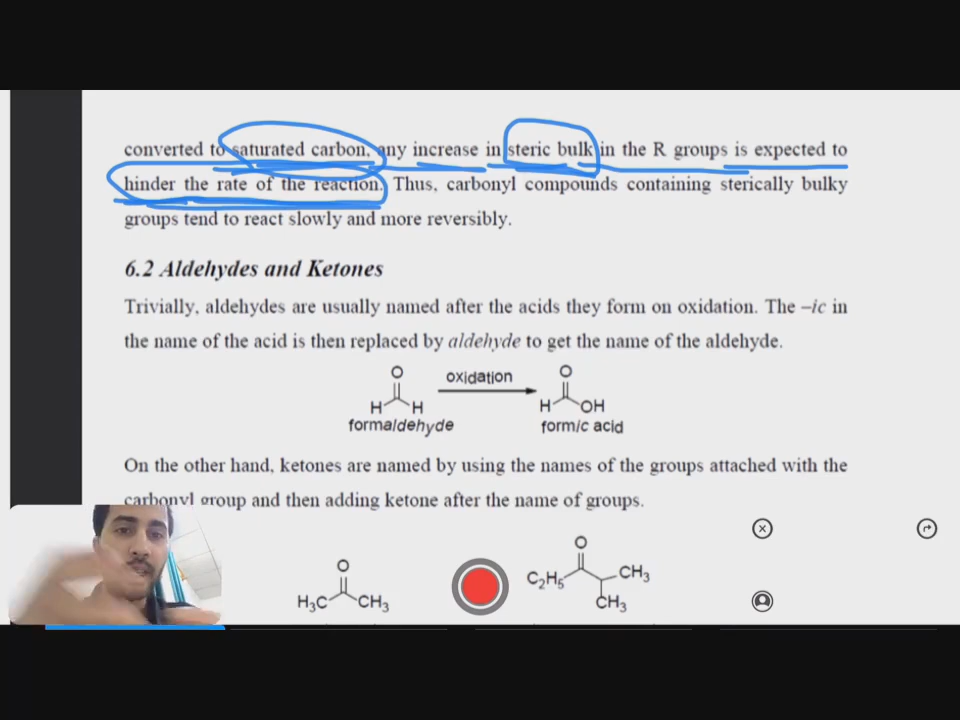 converted to saturated carbon, any increase in steric bulk in the R groups is expected to
hinder the rate of the reaction. Thus, carbonyl compounds containing sterically bulky
groups tend to react slowly and more reversibly.
6.2 Aldehydes and Ketones
Trivially, aldehydes are usually named after the acids they form on oxidation. The –ic in
the name of the acid is then replaced by aldehyde to get the name of the aldehyde.
O oxidation O
H H H OH
formaldehyde formic acid
On the other hand, ketones are named by using the names of the groups attached with the
carbonyl group and then adding ketone after the name of groups.
O O
H3C CH3 C2H5 CH3
CH3